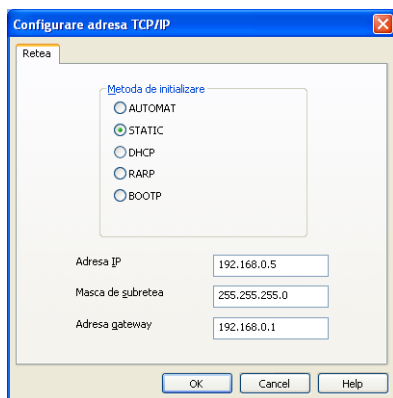 Configurare adresa TCP/IP
Retea
Metoda de initializare
AUTOMAT
STATIC
DHCP
RARP
BOOTP
Adresa IP 192.168.0.5
Masca de subretea 255.255.255.0
Adresa gateway 192.168.0.1
OK Cancel Help